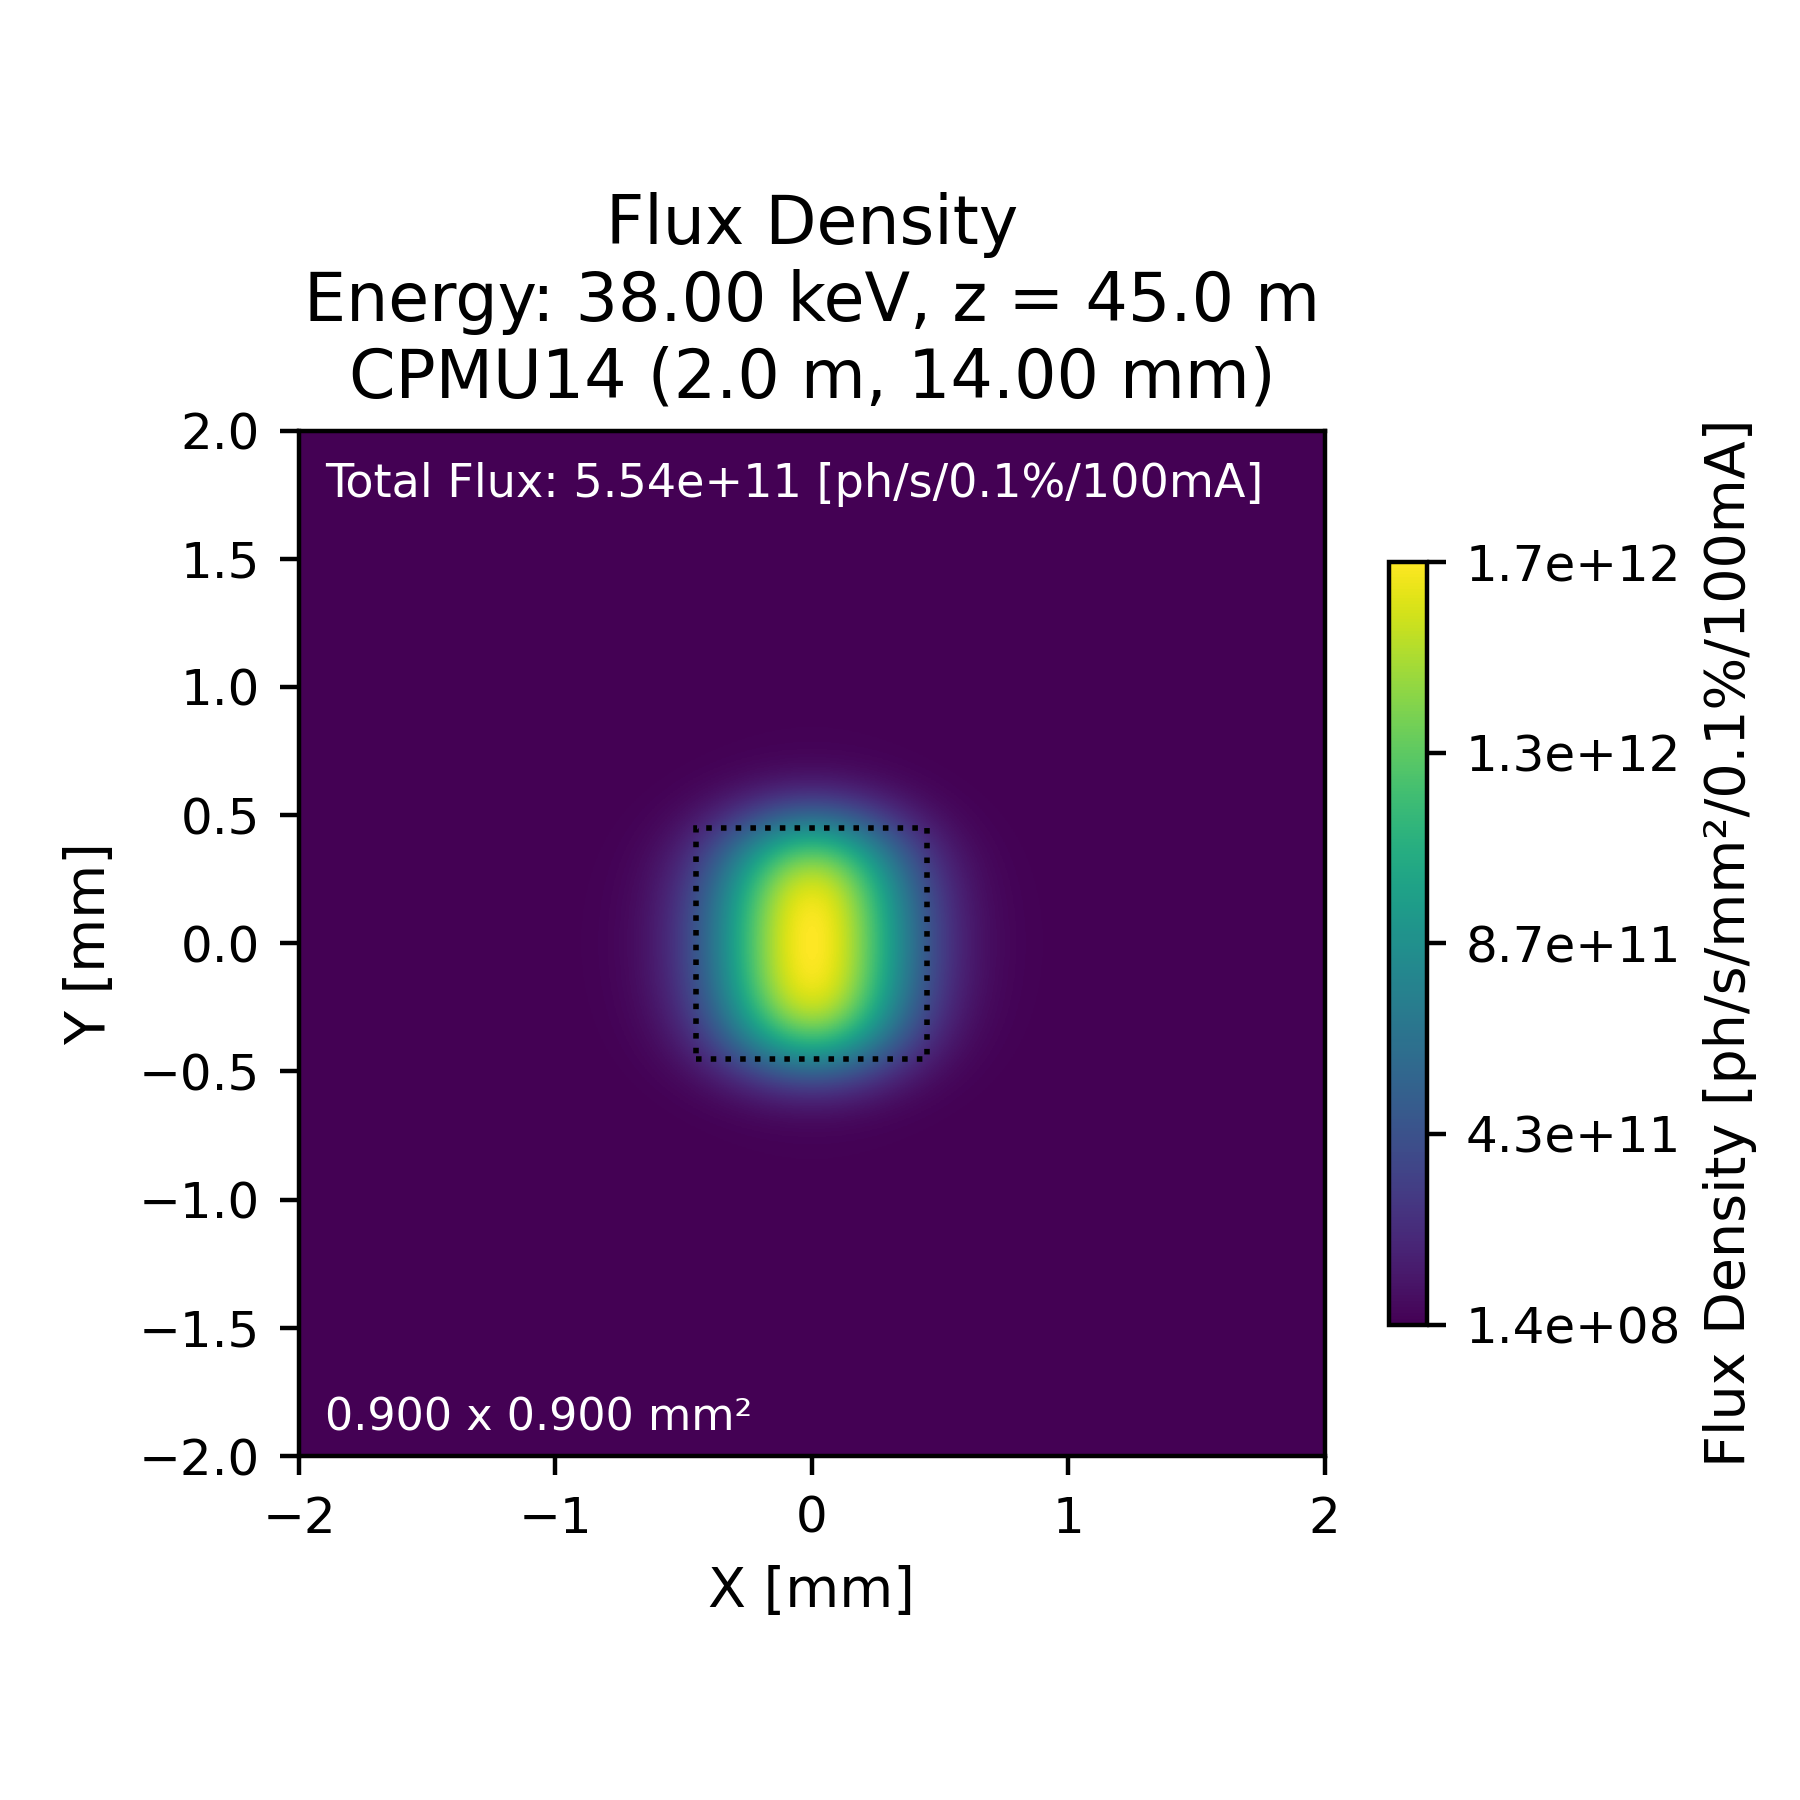 Flux Density
Energy: 38.00 keV, z = 45.0 m
CPMU14 (2.0 m, 14.00 mm)
Total Flux: 5.54e+11 [ph/s/0.1%/100mA]
0.900 x 0.900 mm²
2.0
1.5
1.0
0.5
0.0
−0.5
−1.0
−1.5
−2.0
Y [mm]
−2
−1
0
1
2
X [mm]
1.7e+12
1.3e+12
8.7e+11
4.3e+11
1.4e+08
Flux Density [ph/s/mm²/0.1%/100mA]